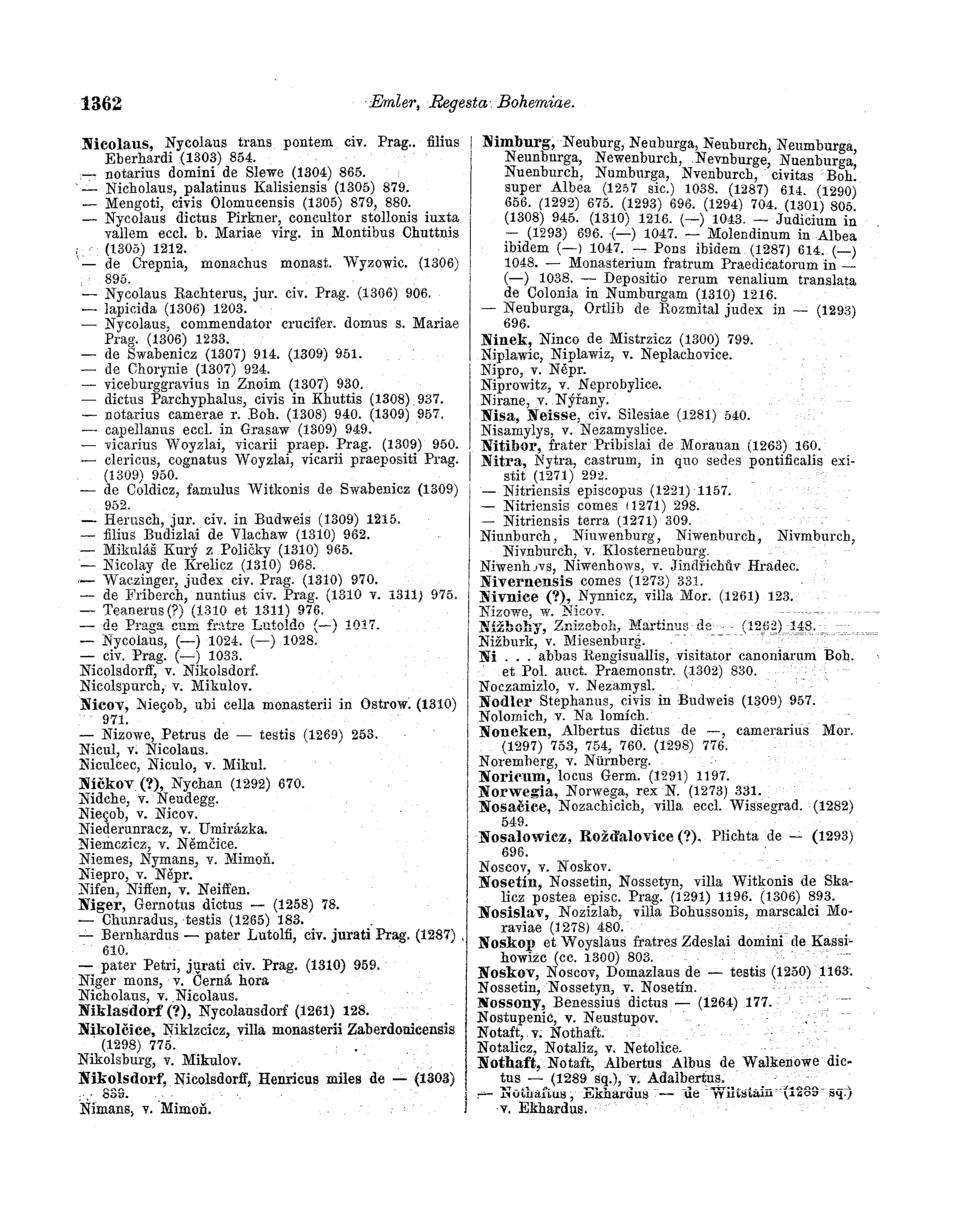 1362
Emler, Regesta Bohemiae.
Nicolaus, Nycolaus trans pontem civ. Prag.. filius
Eberhardi (1303) 854.
— notarius domini de Slewe (1304) 865.
— Nicholaus, palatinus Kalisiensis (1305) 879.
— Mengoti, civis Olomucensis (1305) 879, 880.
— Nycolaus dictus Pirkner, concultor stollonis iuxta
vallem eccl. b. Mariae virg. in Montibus Chuttnis
(1305) 1212.
— de Crepnia, monachus monast. Wyzowic. (1306)
895.
— Nycolaus Rachterus, jur. civ. Prag. (1306) 906.
— lapicida (1306) 1203.
— Nycolaus, commendator crucifer. domus s. Mariae
Prag. (1306) 1233.
— de Swabenicz (1307) 914. (1309) 951.
— de Chorynie (1307) 924.
— viceburggravius in Znoim (1307) 930.
— dictus Parchyphalus, civis in Khuttis (1308) 937.
— notarius camerae r. Boh. (1308) 940. (1309) 957.
— capellanus eccl. in Grasaw (1309) 949.
— vicarius Woyzlai, vicarii praep. Prag. (1309) 950.
— clericus, cognatus Woyzlai, vicarii praepositi Prag.
(1309) 950.
— de Coldicz, famulus Witkonis de Swabenicz (1309)
952.
— Herusch, jur. civ. in Budweis (1309) 1215.
— filius Budizlai de Vlachaw (1310) 962.
— Mikuláš Kurý z Poličky (1310) 965.
— Nicolay de Krelicz (1310) 968.
— Waczinger, judex civ. Prag. (1310) 970.
— de Friberch, nuntius civ. Prag. (1310 v. 1311) 975.
— Teanerus (?) (1310 et 1311) 976.
— de Praga cum fratre Lutoldo (—) 1017.
— Nycolaus, (—) 1024. (—) 1028.
— civ. Prag. (—) 1033.
Nicolsdorff, v. Nikolsdorf.
Nicolspurch, v. Mikulov.
Nicov, Nieçob, ubi cella monasterii in Ostrow. (1310)
971.
— Nizowe, Petrus de — testis (1269) 253.
Nicul, v. Nicolaus.
Niculcec, Niculo, v. Mikul.
Níčkov (?), Nychan (1292) 670.
Nidche, v. Neudegg.
Nieçob, v. Nicov.
Niederunracz, v. Umirázka.
Niemczicz, v. Němčice.
Niemes, Nymans, v. Mimoň.
Niepro, v. Něpr.
Nifen, Niffen, v. Neiffen.
Niger, Gernotus dictus — (1258) 78.
— Chunradus, testis (1265) 183.
— Bernhardus — pater Lutolfi, civ. jurati Prag. (1287)
610.
— pater Petri, jurati civ. Prag. (1310) 959.
Niger mons, v. Černá hora
Nicholaus, v. Nicolaus.
Niklasdorf (?), Nycolausdorf (1261) 128.
Nikolčice, Niklzcicz, villa monasterii Zaberdonicensis
(1298) 775.
Nikolsburg, v. Mikulov.
Nikolsdorf, Nicolsdorff, Henricus miles de — (1303)
839.
Nimans, v. Mimoň.
Nimburg, Neuburg, Neuburga, Neuburch, Neumburga,
Neunburga, Newenburch, Nevnburge, Nuenburga,
Nuenburch, Numburga, Nvenburch, civitas Boh.
super Albea (1257 sic.) 1038. (1287) 614. (1290)
656. (1292) 675. (1293) 696. (1294) 704. (1301) 805.
(1308) 945. (1310) 1216. (—) 1043. — Judicium in
— (1293) 696. (—) 1047. — Molendinum in Albea
ibidem (—) 1047. — Pons ibidem (1287) 614. (—)
1048. — Monasterium fratrum Praedicatorum in —
(—) 1038. — Depositio rerum venalium translata
de Colonia in Numburgam (1310) 1216.
— Neuburga, Ortlib de Rozmital judex in — (1293)
696.
Ninek, Ninco de Mistrzicz (1300) 799.
Niplawic, Niplawiz, v. Neplachovice.
Nipro, v. Něpr.
Niprowitz, v. Neprobylice.
Nirane, v. Nýřany.
Nisa, Neisse, civ. Silesiae (1281) 540.
Nisamylys, v. Nezamyslice.
Nitibor, frater Pribislai de Morauan (1263) 160.
Nitra, Nytra, castrum, in quo sedes pontificalis exi-
stit (1271) 292.
— Nitriensis episcopus (1221) 1157.
— Nitriensis comes (1271) 298.
— Nitriensis terra (1271) 309.
Niunburch, Niuwenburg, Niwenburch, Nivmburch,
Nivnburch, v. Klosterneuburg.
Niwenhovs, Niwenhows, v. Jindřichův Hradec.
Nivernensis comes (1273) 331.
Nivnice (?), Nynnicz, villa Mor. (1261) 123.
Nizowe, w. Nicov.
Nížbohy, Znizeboh, Martinus de — (1262) 148.
Nižburk, v. Miesenburg.
Ni . . . abbas Rengisuallis, visitator canoniarum Boh.
et Pol. auct. Praemonstr. (1302) 830.
Noczamizlo, v. Nezamysl.
Nodler Stephanus, civis in Budweis (1309) 957.
Nolomich, v. Na lomích.
Noneken, Albertus dictus de —, camerarius Mor.
(1297) 753, 754, 760. (1298) 776.
Noremberg, v. Nürnberg.
Noricum, locus Germ. (1291) 1197.
Norwegia, Norwega, rex N. (1273) 331.
Nosačice, Nozachicich, villa eccl. Wissegrad. (1282)
549.
Nosalowicz, Rožďalovice (?), Plichta de — (1293)
696.
Noscov, v. Noskov.
Nosetín, Nossetin, Nossetyn, villa Witkonis de Ska-
licz postea episc. Prag. (1291) 1196. (1306) 893.
Nosislav, Nozizlab, villa Bohussonis, marscalci Mo-
raviae (1278) 480.
Noskop et Woyslaus fratres Zdeslai domini de Kassi-
howizc (cc. 1300) 803.
Noskov, Noscov, Domazlaus de — testis (1250) 1163.
Nossetin, Nossetyn, v. Nosetín.
Nossony, Benessius dictus — (1264) 177.
Nostupenic, v. Neustupov.
Notaft, v. Nothaft.
Notalicz, Notaliz, v. Netolice.
Nothaft, Notaft, Albertus Albus de Walkenowe dic-
tus — (1289 sq.), v. Adalbertus.
— Nothaftus, Ekhardus — de Wiltstain (1289 sq.)
v. Ekhardus.